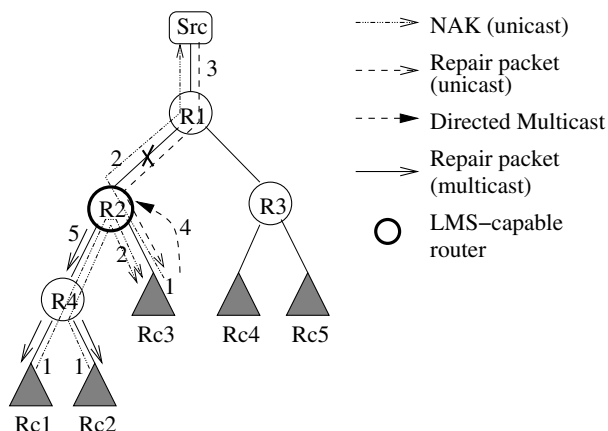 Src
3
R1
2
R2
R3
5
2
4
1
R4
Rc3
Rc4
Rc5
1
1
Rc1
Rc2
NAK (unicast)
Repair packet
(unicast)
Directed Multicast
Repair packet
(multicast)
LMS−capable
router